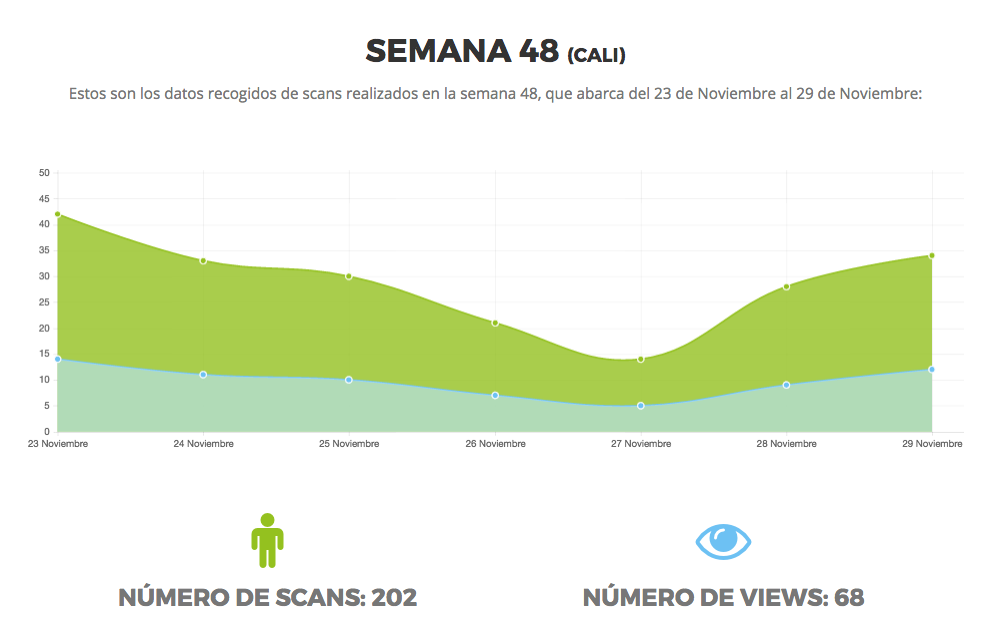 SEMANA 48 (CALI)
Estos son los datos recogidos de scans realizados en la semana 48, que abarca del 23 de Noviembre al 29 de Noviembre:
50
45
40
35
30
25
20
15
10
5
0
23 Noviembre 24 Noviembre 25 Noviembre 26 Noviembre 27 Noviembre 28 Noviembre 29 Noviembre
NÚMERO DE SCANS: 202 NÚMERO DE VIEWS: 68